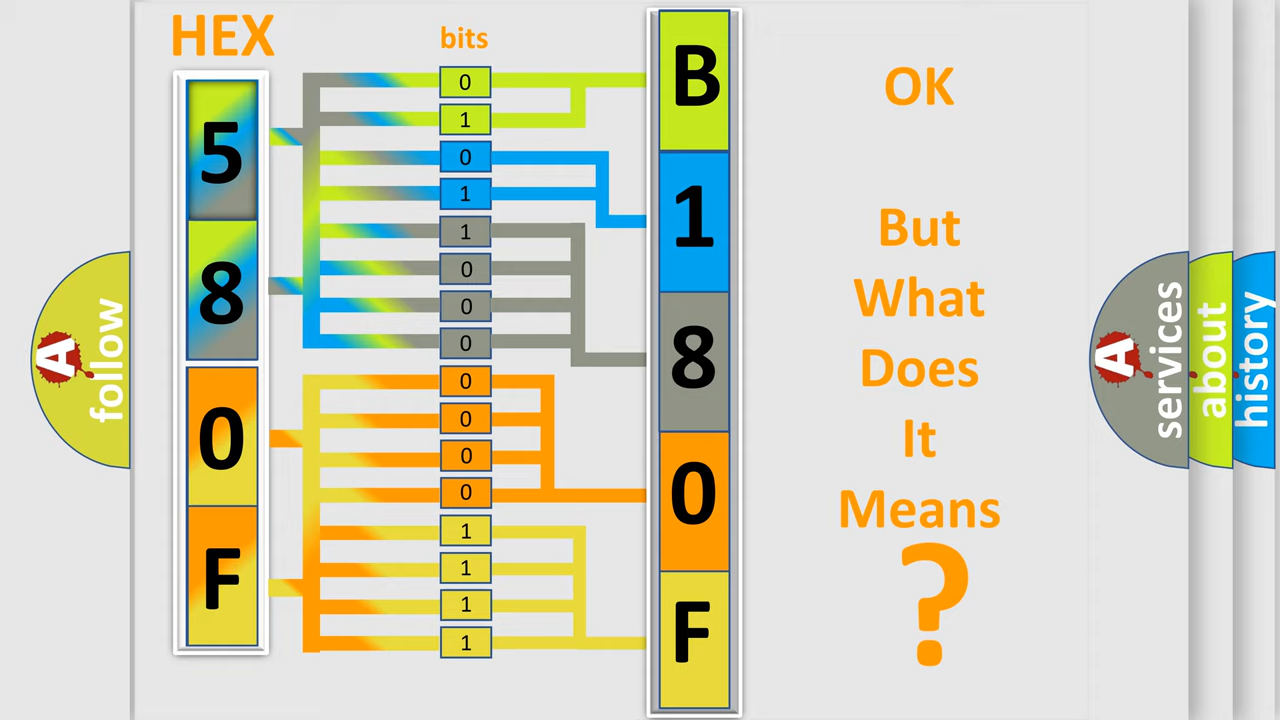 HEX
bits
5
8
0
F
0
1
0
1
1
0
0
0
0
0
0
0
1
1
1
1
B
1
8
0
F
OK
But
What
Does
It
Means
?
A
follow
A
services
about
history